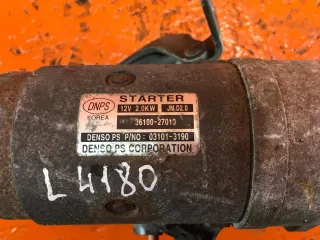 STARTER
DNPS 12V 2.0KW JM.D2.0
KOREA
36100-27010
DENSO PS P/NO: 03101-3190
DENSO PS CORPORATION
L 4180